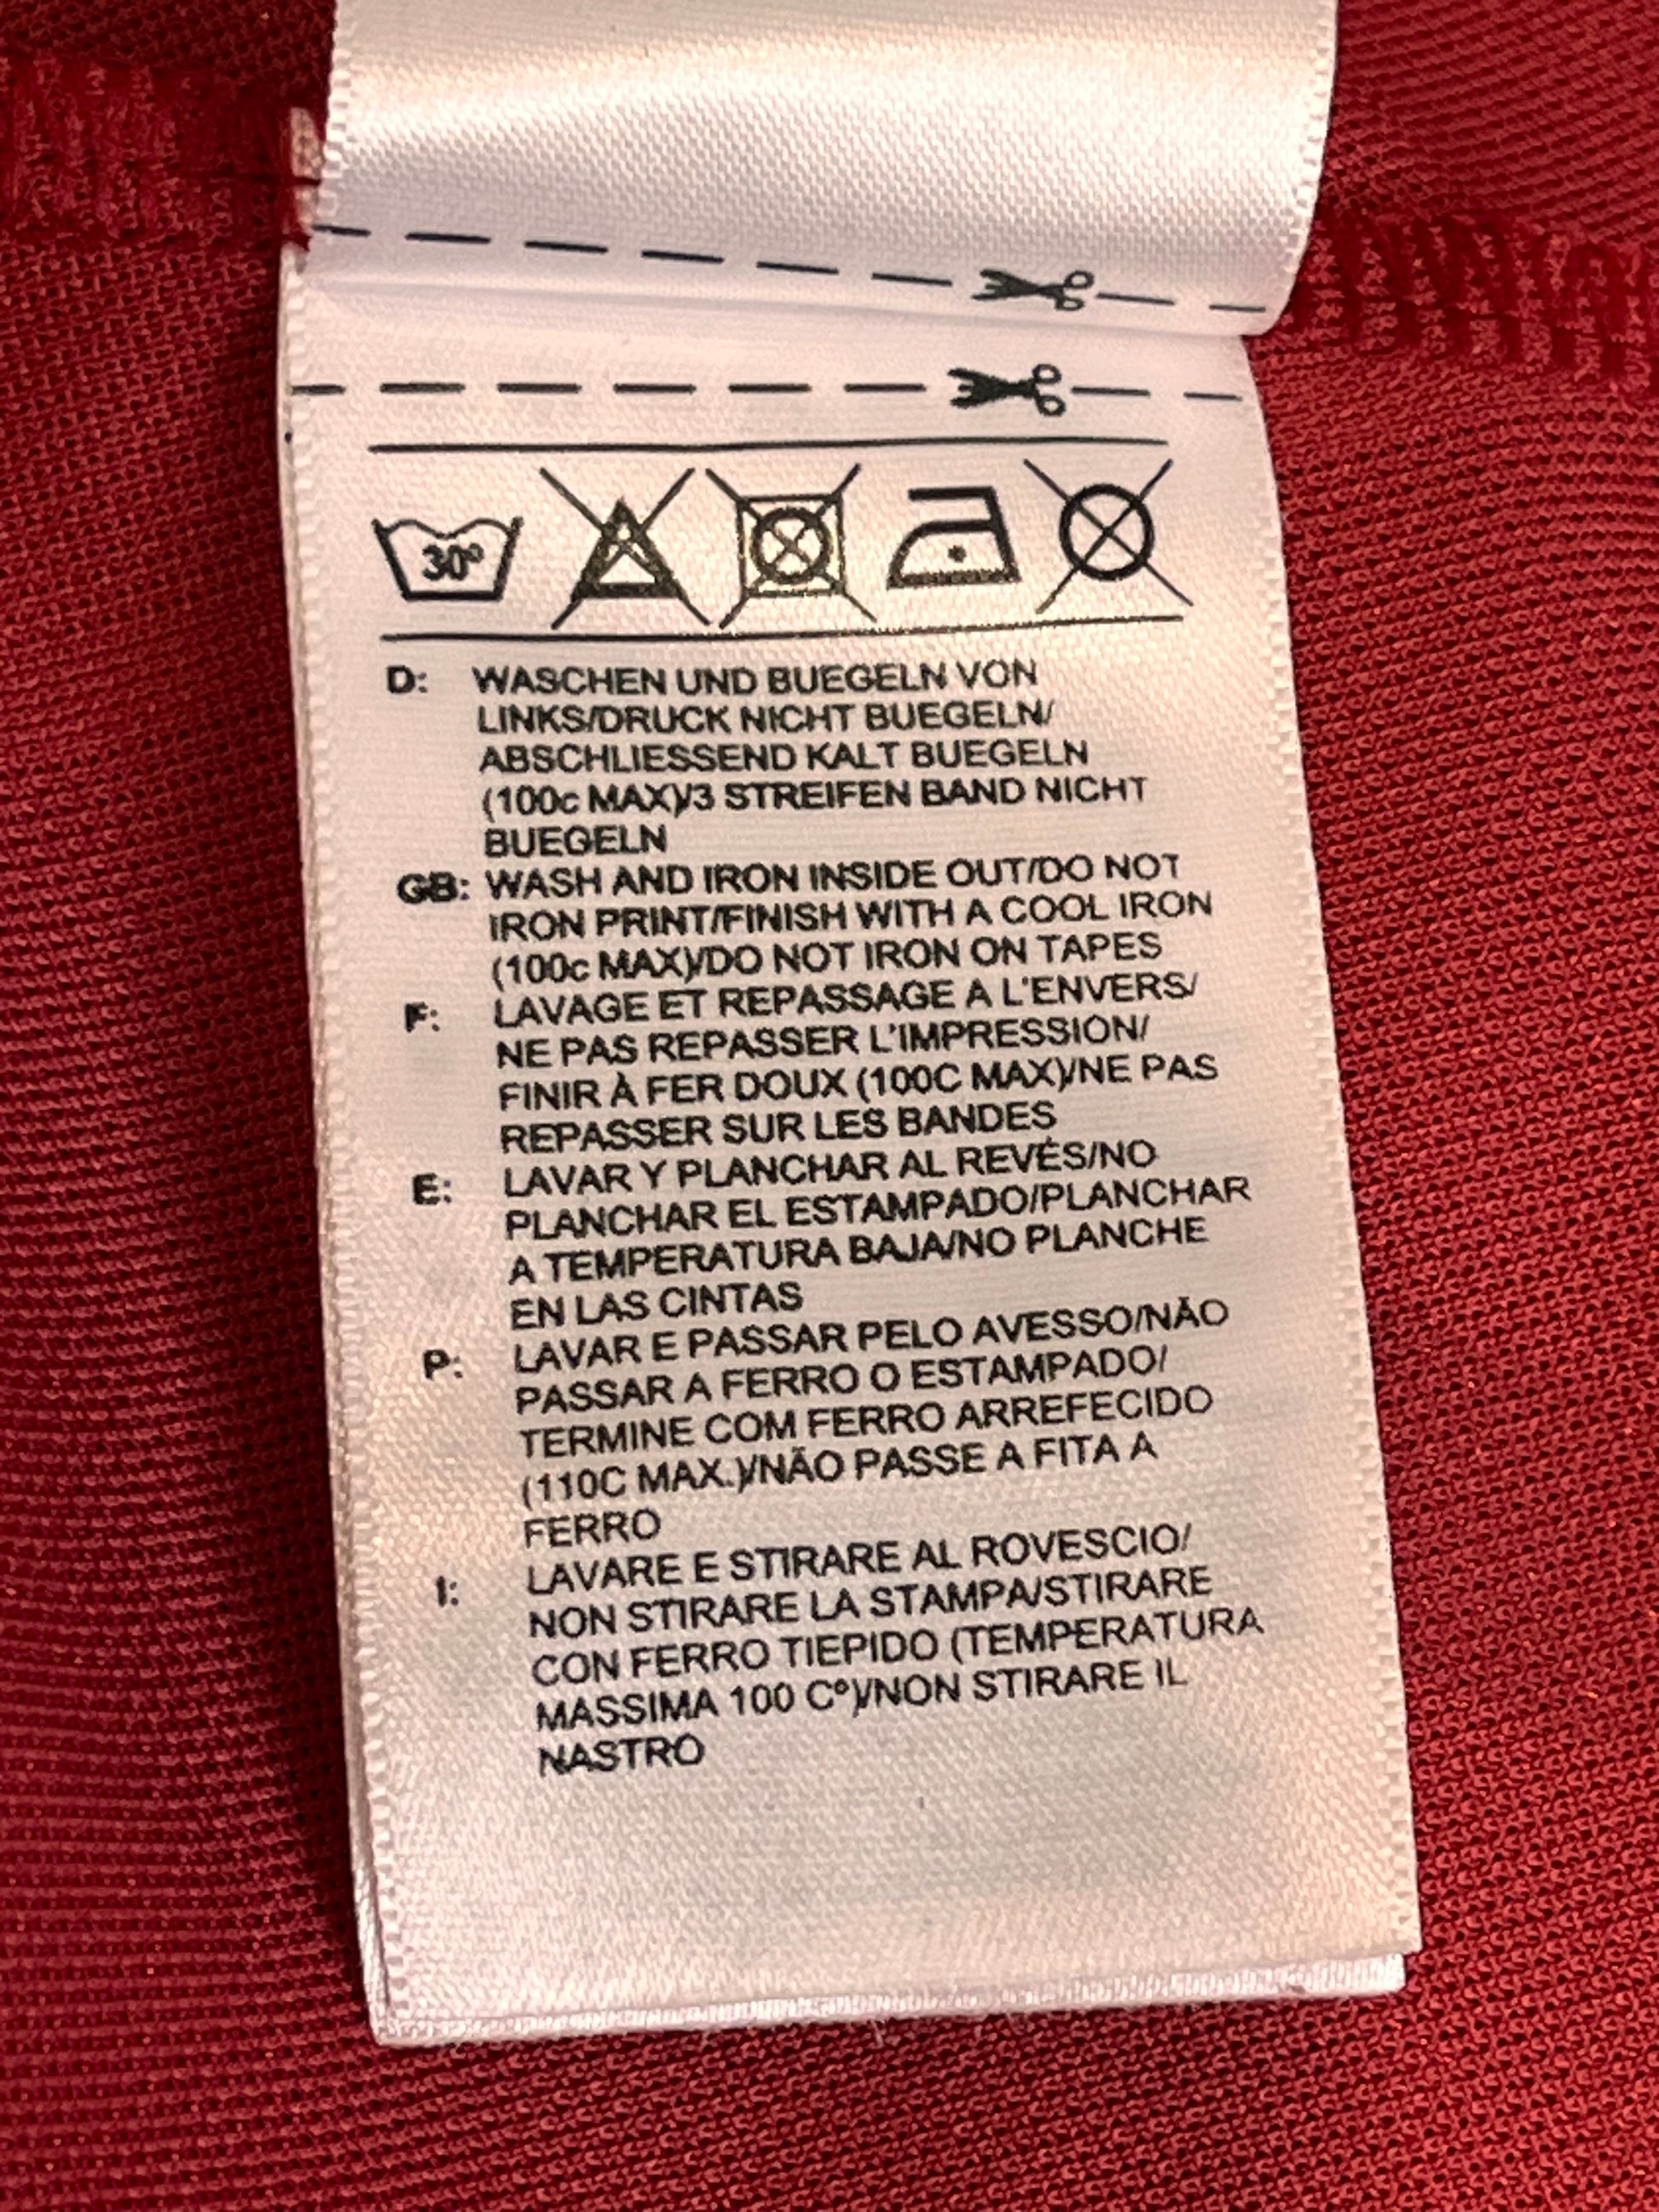 30°
D: WASCHEN UND BUEGELN VON
LINKS/DRUCK NICHT BUEGELN/
ABSCHLIESSEND KALT BUEGELN
(100c MAX)/3 STREIFEN BAND NICHT
BUEGELN
GB: WASH AND IRON INSIDE OUT/DO NOT
IRON PRINT/FINISH WITH A COOL IRON
(100c MAX)/DO NOT IRON ON TAPES
F: LAVAGE ET REPASSAGE A L'ENVERS/
NE PAS REPASSER L'IMPRESSION/
FINIR À FER DOUX (100C MAX)/NE PAS
REPASSER SUR LES BANDES
E: LAVAR Y PLANCHAR AL REVÉS/NO
PLANCHAR EL ESTAMPADO/PLANCHAR
A TEMPERATURA BAJA/NO PLANCHE
EN LAS CINTAS
P: LAVAR E PASSAR PELO AVESSO/NÃO
PASSAR A FERRO O ESTAMPADO/
TERMINE COM FERRO ARREFECIDO
(110C MAX.)/NÃO PASSE A FITA A
FERRO
I: LAVARE E STIRARE AL ROVESCIO/
NON STIRARE LA STAMPA/STIRARE
CON FERRO TIEPIDO (TEMPERATURA
MASSIMA 100 C°)/NON STIRARE IL
NASTRO